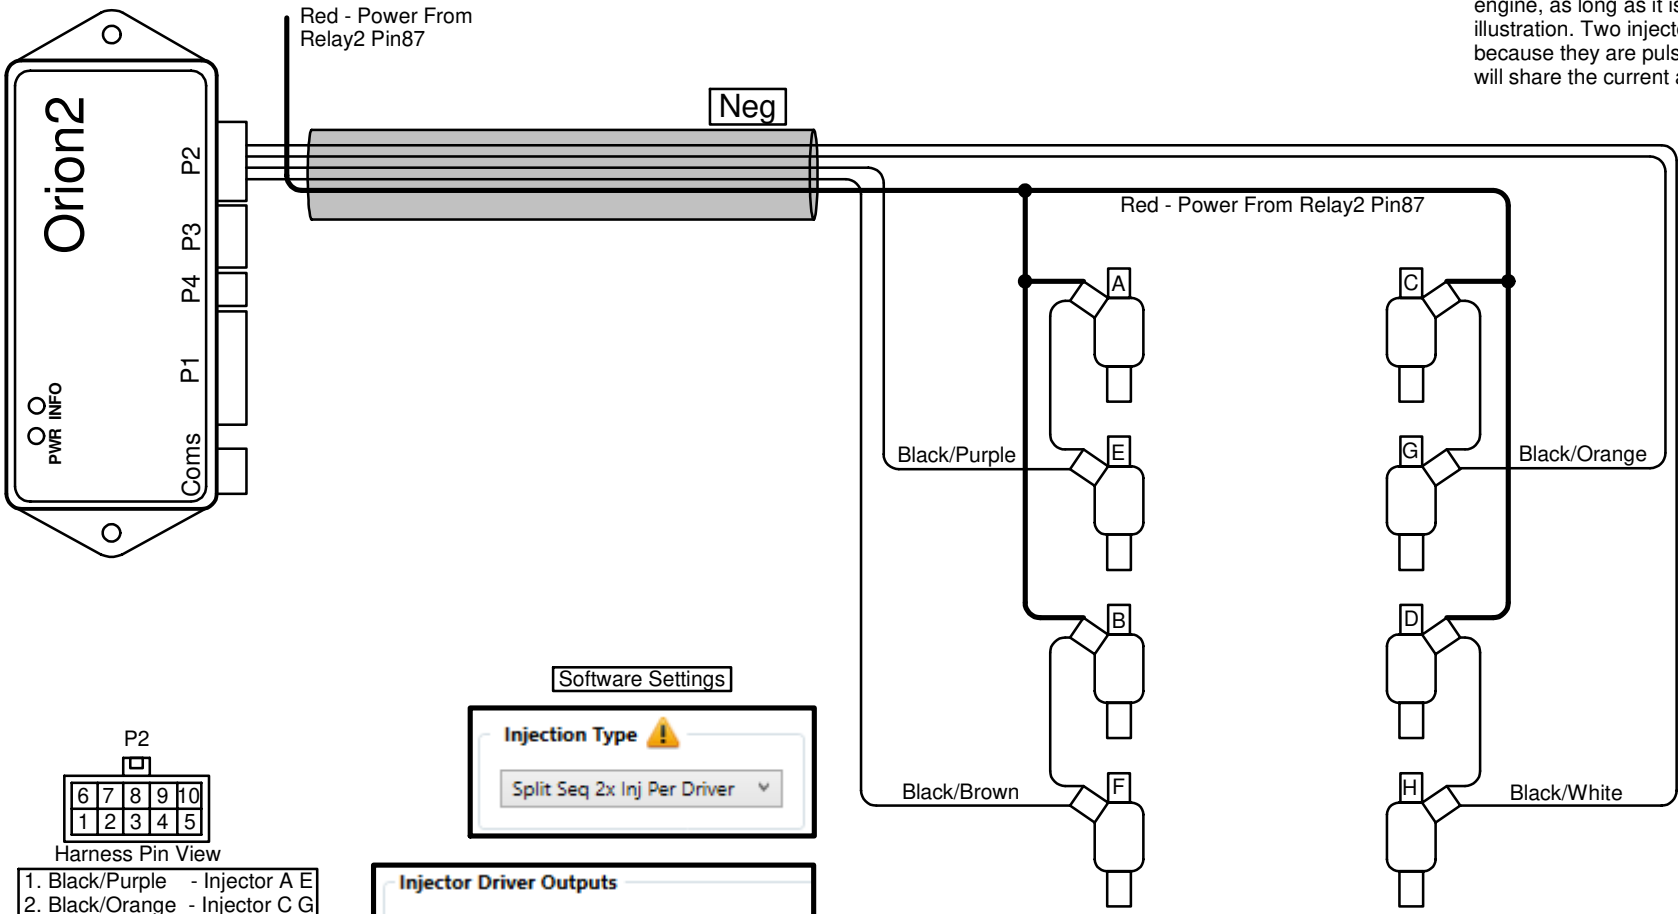 Red - Power From
Relay2 Pin87
engine, as long as it is
illustration. Two
because they are
will share the current
Neg
Orion2
P2
P3
P4
P1
Coms
PWR INFO
Red - Power From Relay2 Pin87
A
C
E
G
Black/Purple
Black/Orange
B
D
F
H
Black/Brown
Black/White
Software Settings
Injection Type
Split Seq 2x Inj Per Driver
Injector Driver Outputs
P2
6 7 8 9 10
1 2 3 4 5
Harness Pin View
1. Black/Purple - Injector A E
2. Black/Orange - Injector C G